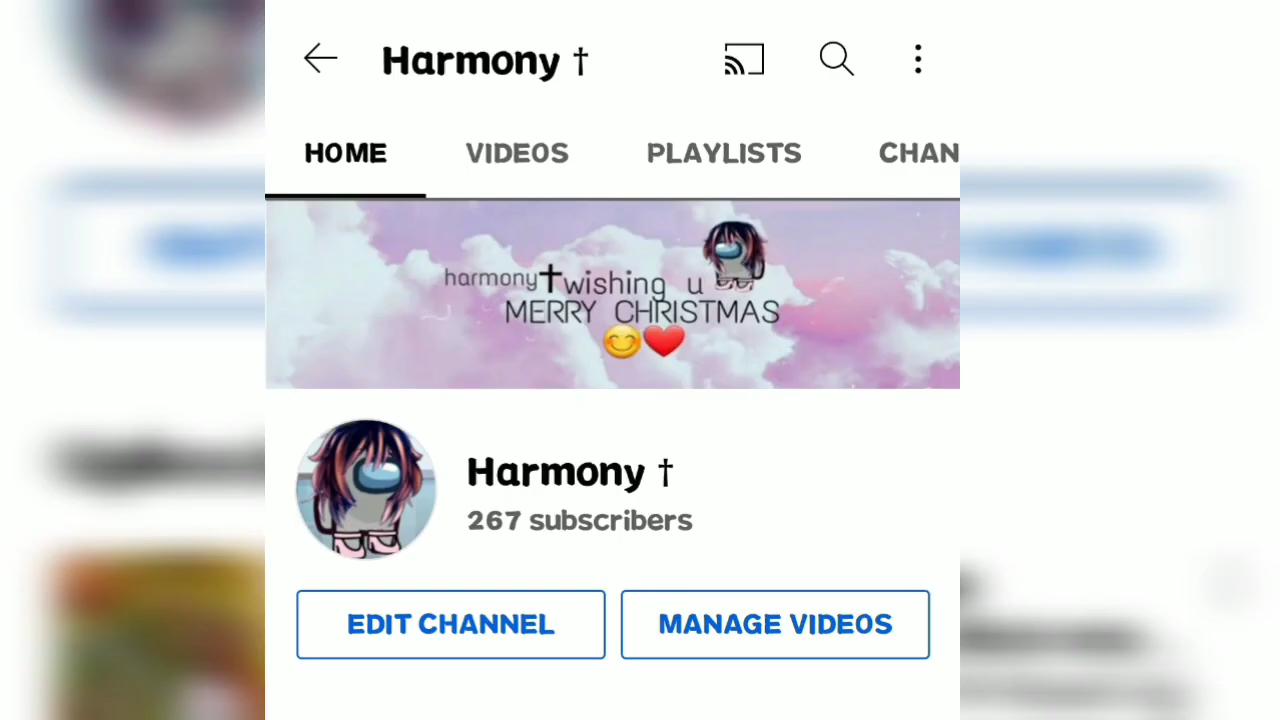 Harmony †
HOME VIDEOS PLAYLISTS CHAN
harmony✝wishing u
MERRY CHRISTMAS
😊❤️
Harmony †
267 subscribers
EDIT CHANNEL MANAGE VIDEOS